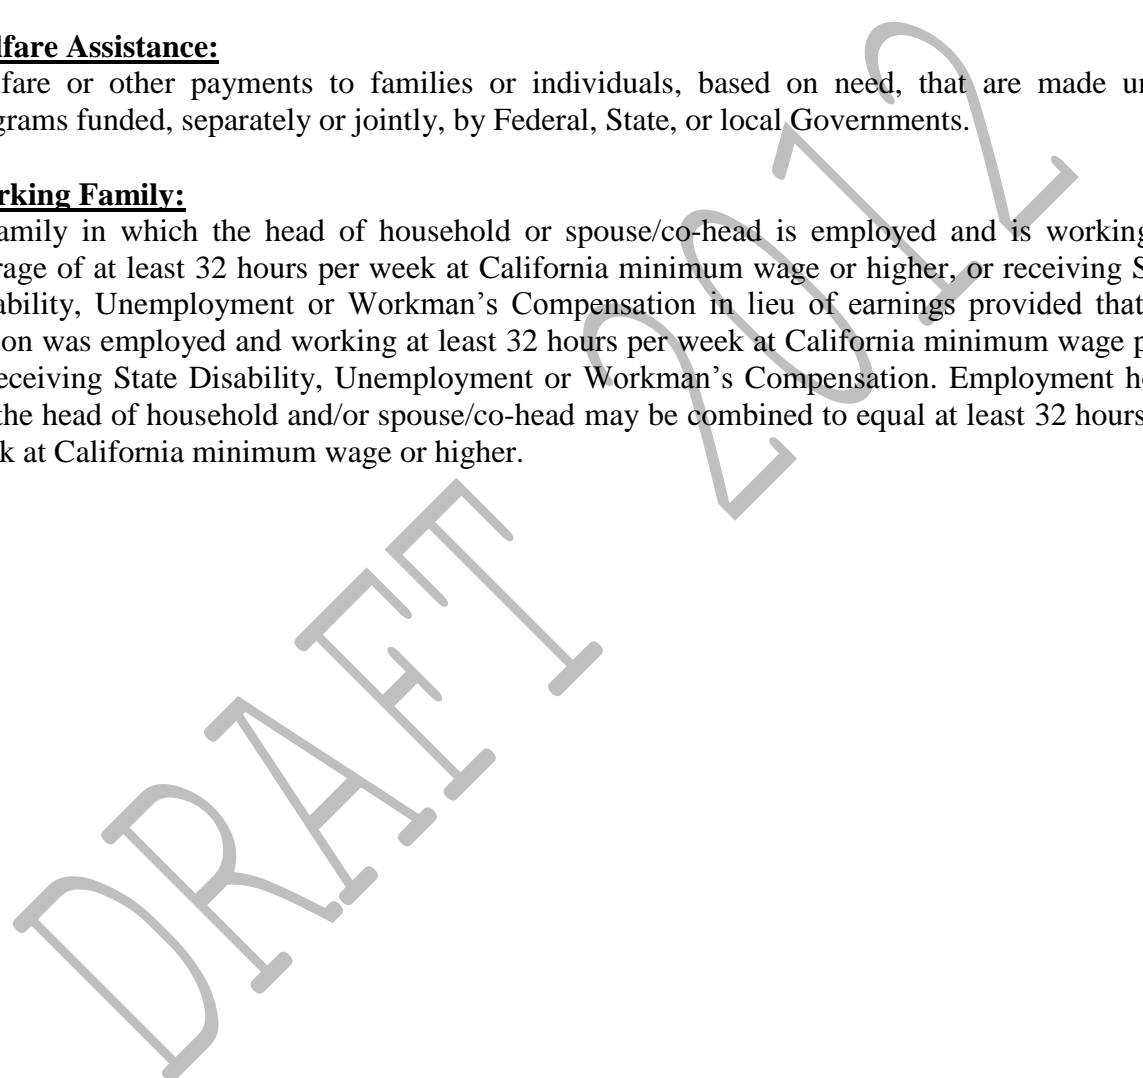 lfare Assistance:
fare or other payments to families or individuals, based on need, that are made
grams funded, separately or jointly, by Federal, State, or local Governments.
rking Family:
amily in which the head of household or spouse/co-head is employed and is working
rage of at least 32 hours per week at California minimum wage or higher, or receiving S
ability, Unemployment or Workman’s Compensation in lieu of earnings provided that
on was employed and working at least 32 hours per week at California minimum wage p
eceiving State Disability, Unemployment or Workman’s Compensation. Employment h
the head of household and/or spouse/co-head may be combined to equal at least 32 hours
k at California minimum wage or higher.
DRAFT 2012